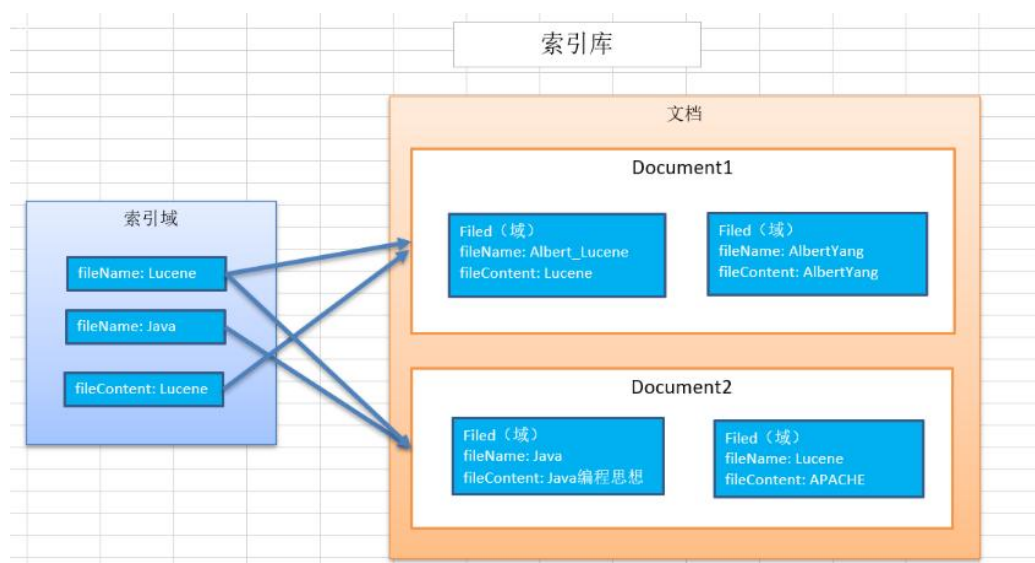 索引库
文档
Document1
索引域
Filed（域）
fileName: Albert_Lucene
fileContent: Lucene
Filed（域）
fileName: AlbertYang
fileContent: AlbertYang
fileName: Lucene
fileName: Java
fileContent: Lucene
Document2
Filed（域）
fileName: Java
fileContent: Java编程思想
Filed（域）
fileName: Lucene
fileContent: APACHE